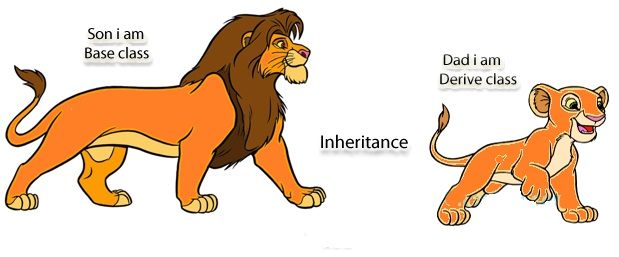 Son i am
Base class
Inheritance
Dad i am
Derive class